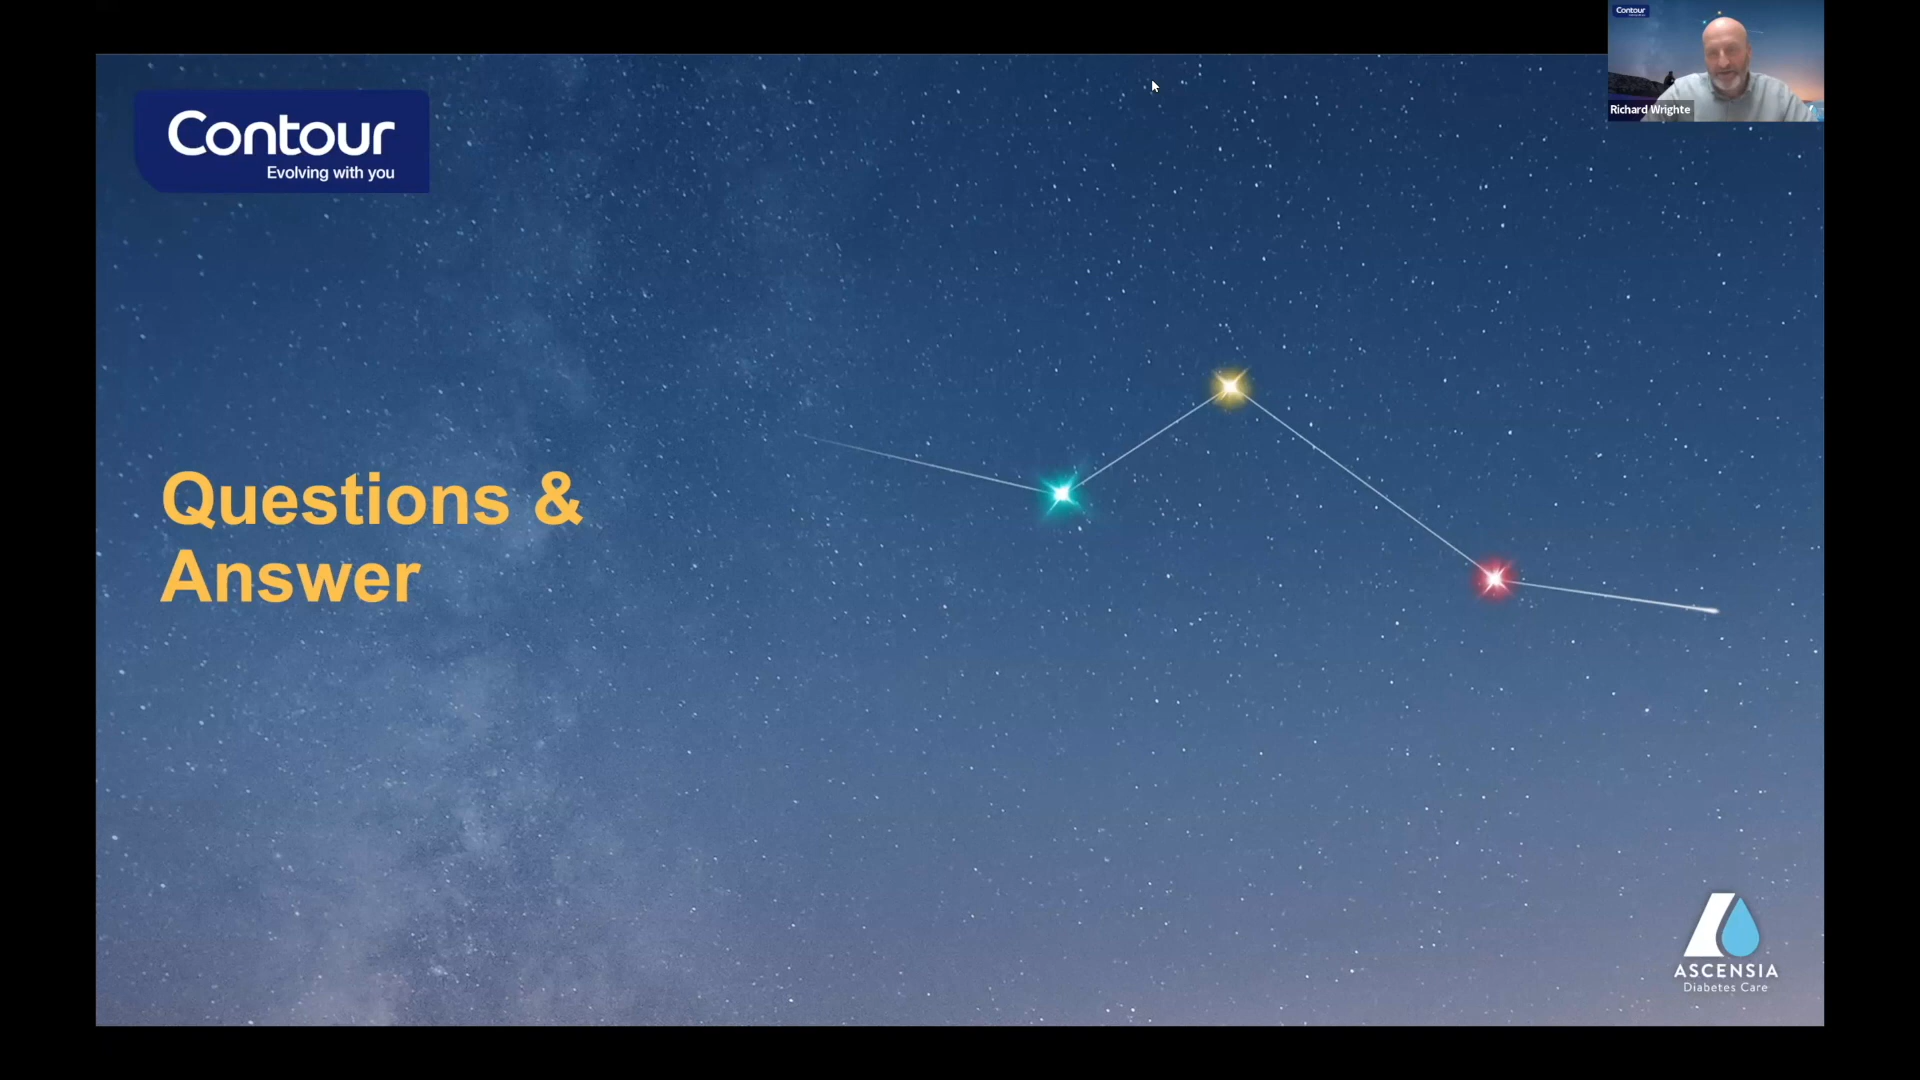 Contour
Evolving with you
Contour
Richard Wrighte
Questions &
Answer
ASCENSIA
Diabetes Care